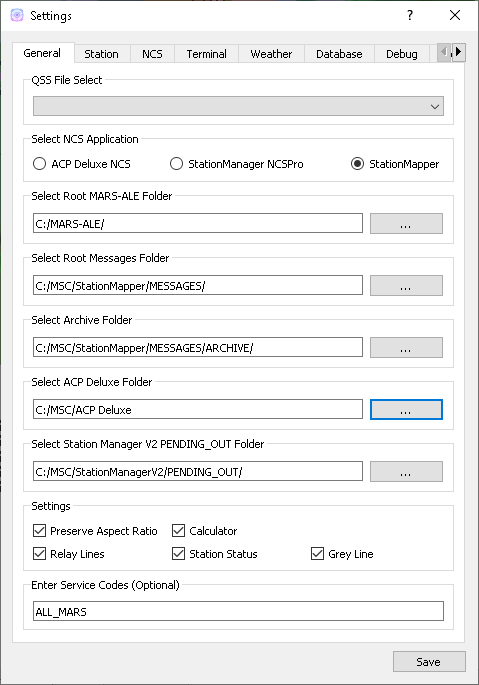 Settings
?
General Station NCS Terminal Weather Database Debug
QSS File Select
Select NCS Application
ACP Deluxe NCS StationManager NCSPro StationMapper
Select Root MARS-ALE Folder
C:/MARS-ALE/ ...
Select Root Messages Folder
C:/MSC/StationMapper/MESSAGES/ ...
Select Archive Folder
C:/MSC/StationMapper/MESSAGES/ARCHIVE/ ...
Select ACP Deluxe Folder
C:/MSC/ACP Deluxe ...
Select Station Manager V2 PENDING_OUT Folder
C:/MSC/StationManagerV2/PENDING_OUT/ ...
Settings
Preserve Aspect Ratio Calculator
Relay Lines Station Status Grey Line
Enter Service Codes (Optional)
ALL_MARS
Save